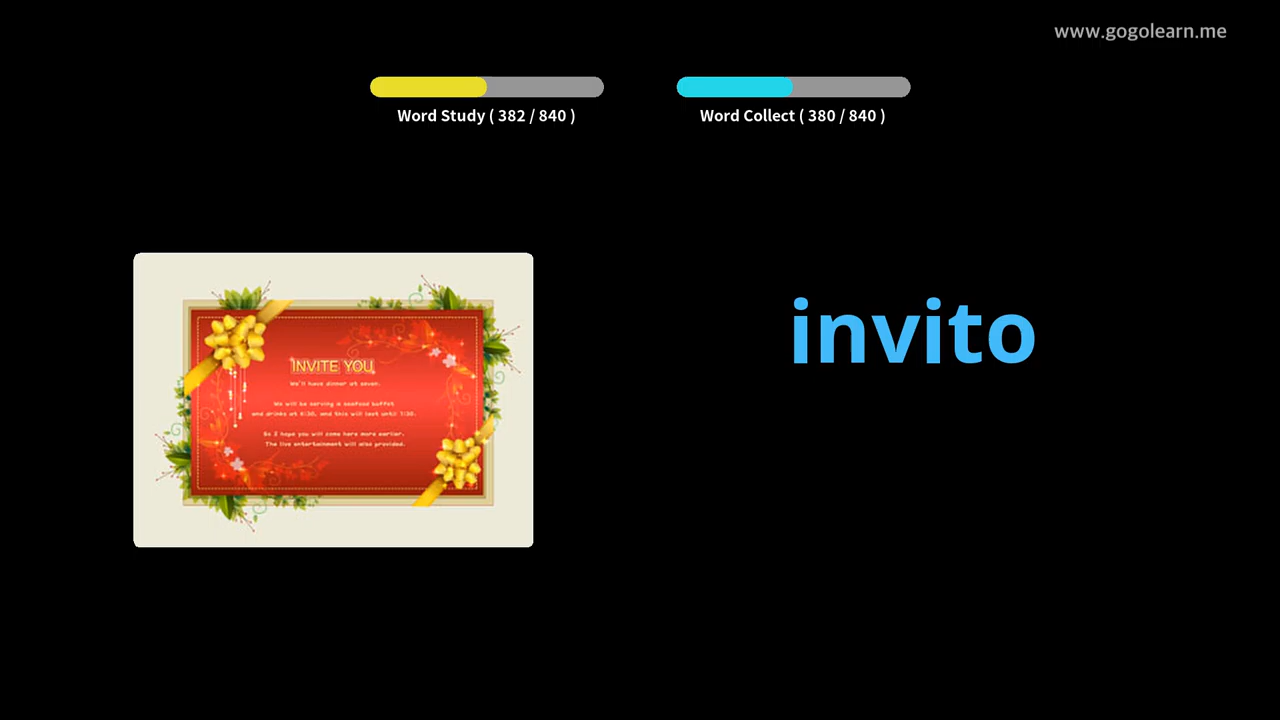 www.gogolearn.me
Word Study ( 382 / 840 )
Word Collect ( 380 / 840 )
invito
INVITE YOU
We'll have dinner at seven.
We will be serving a seafood buffet
and drinks at 6:30, and this will last until 7:30.
So I hope you will come here more earlier.
The live entertainment will also provided.